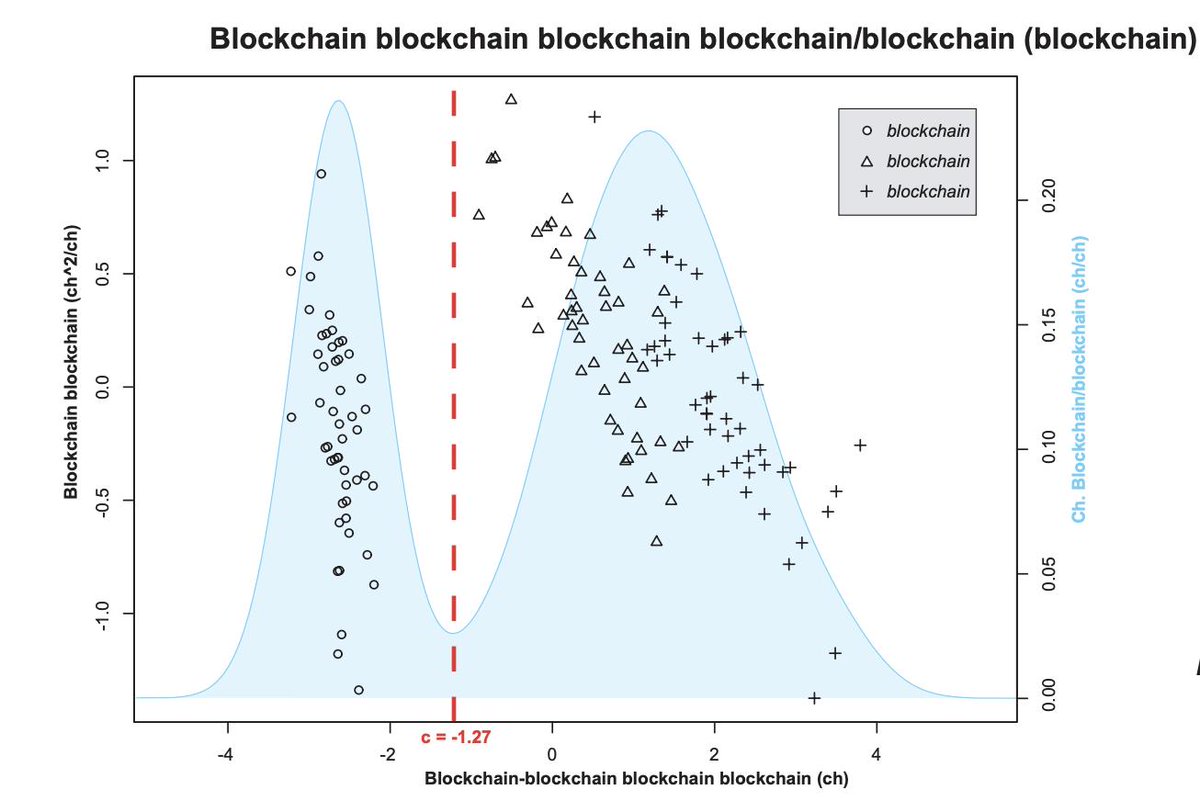 Blockchain blockchain blockchain blockchain/blockchain (blockchain)
Blockchain blockchain (ch^2/ch)
1.0
0.5
0.0
-0.5
-1.0
blockchain
blockchain
blockchain
0.20
0.15
0.10
0.05
0.00
Ch. Blockchain/blockchain (ch/ch)
c = -1.27
-4
-2
0
2
4
Blockchain-blockchain blockchain blockchain (ch)